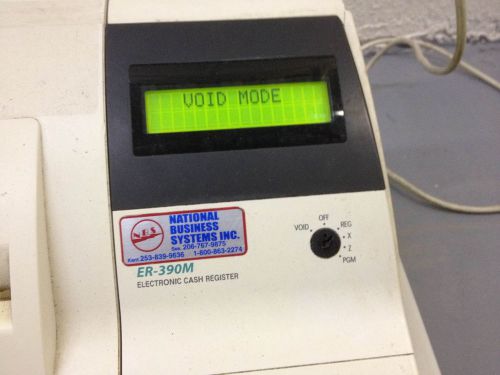 VOID MODE
NBS
NATIONAL
BUSINESS
SYSTEMS INC.
Sea. 206-767-9875
Kent 253-839-9636 1-800-863-2274
ER-390M
ELECTRONIC CASH REGISTER
OFF
VOID REG
X
Z
PGM